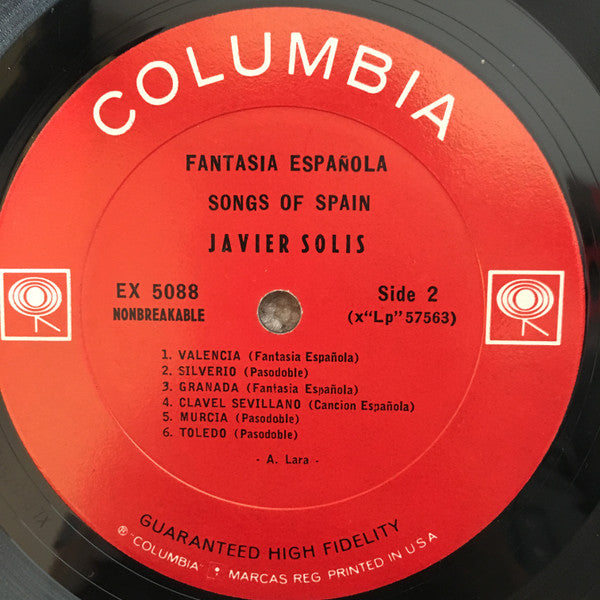 COLUMBIA
FANTASIA ESPAÑOLA
SONGS OF SPAIN
JAVIER SOLIS
EX 5088
NONBREAKABLE
Side 2
(x"Lp" 57563)
1. VALENCIA (Fantasia Española)
2. SILVERIO (Pasodoble)
3. GRANADA (Fantasia Española)
4. CLAVEL SEVILLANO (Cancion Española)
5. MURCIA (Pasodoble)
6. TOLEDO (Pasodoble)
- A. Lara -
GUARANTEED HIGH FIDELITY
® "COLUMBIA" MARCAS REG PRINTED IN U S A